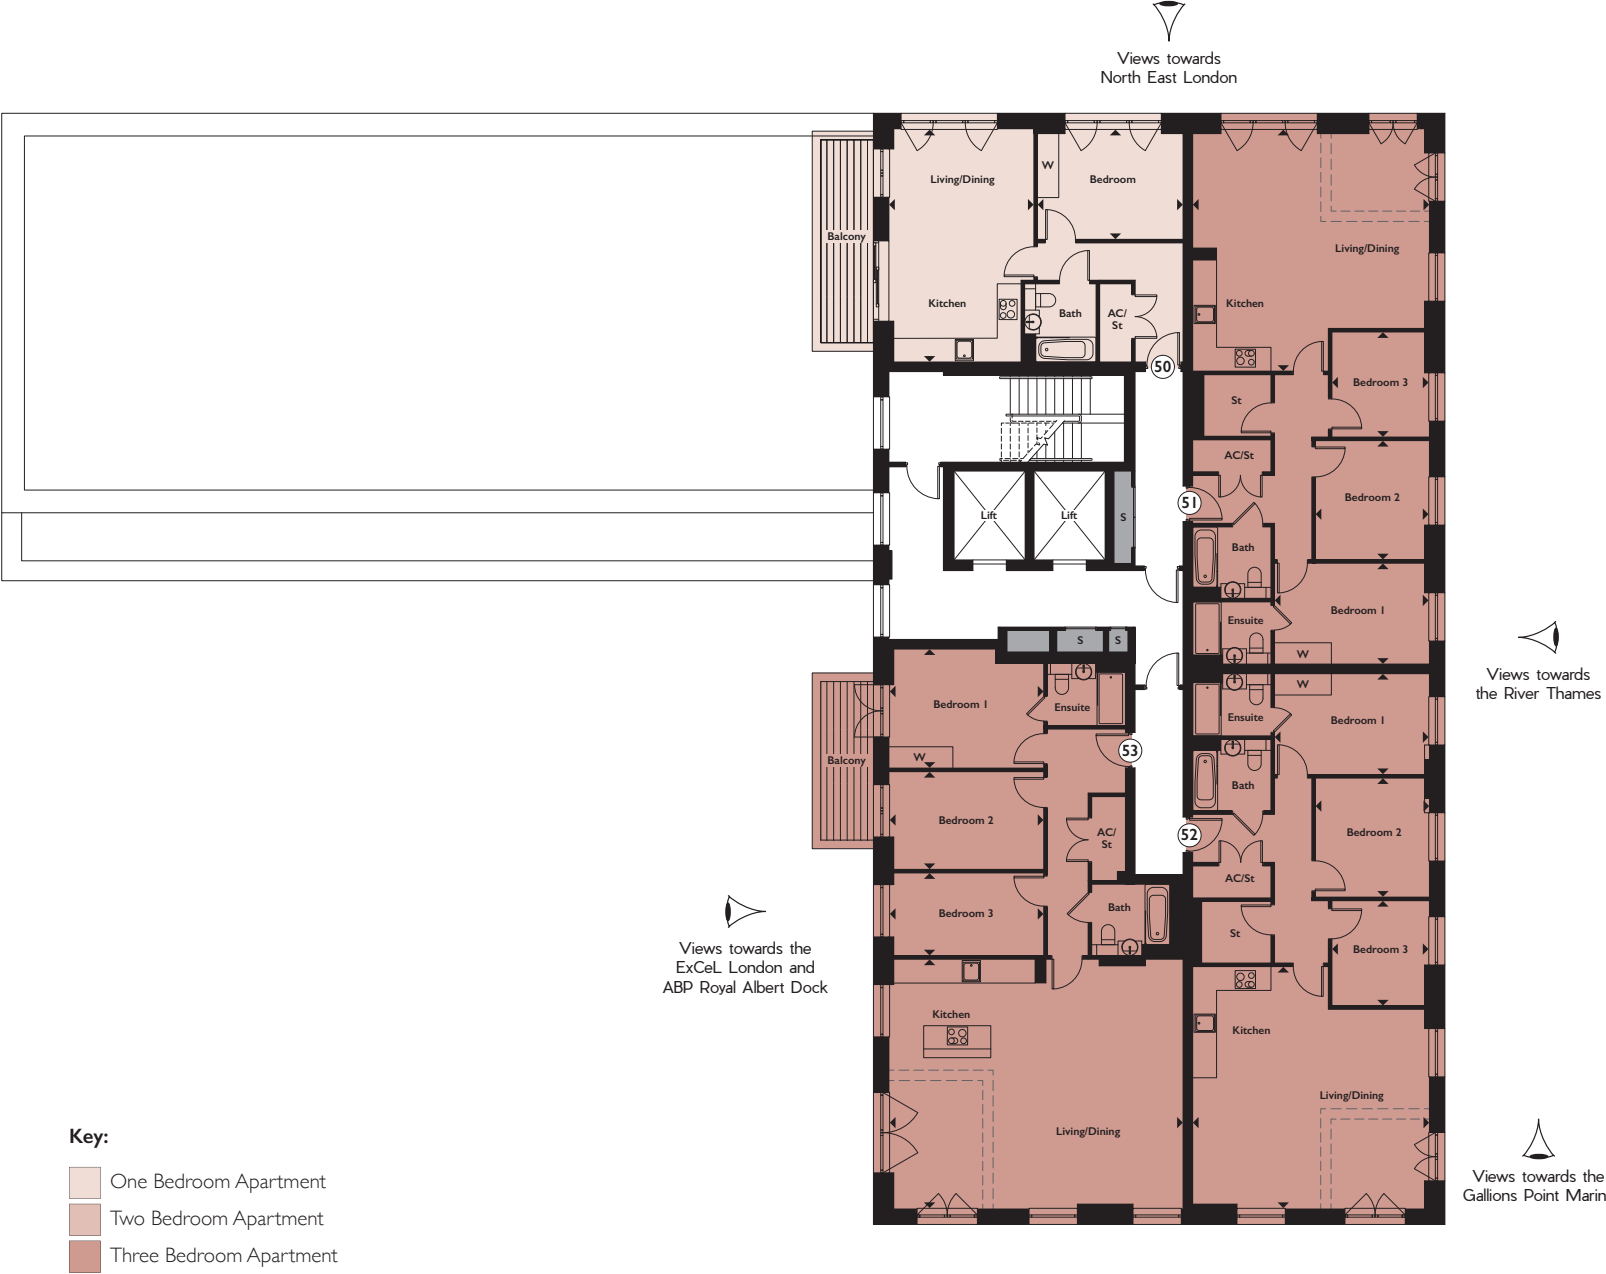 Views towards
North East London
Living/Dining
W
Bedroom
Balcony
Living/Dining
Kitchen
Bath
AC/
St
Kitchen
50
Bedroom 3
St
AC/St
Bedroom 2
51
Lift
Lift
S
Bath
Bedroom 1
Ensuite
W
S
S
Views towards
the River Thames
W
Bedroom 1
Ensuite
Bedroom 1
Ensuite
53
W
Balcony
Bath
Bedroom 2
AC/
St
52
Bedroom 2
AC/St
Bedroom 3
Bath
St
Bedroom 3
Views towards the
ExCeL London and
ABP Royal Albert Dock
Kitchen
Kitchen
Living/Dining
Living/Dining
Views towards the
Gallions Point Marin
Key:
One Bedroom Apartment
Two Bedroom Apartment
Three Bedroom Apartment